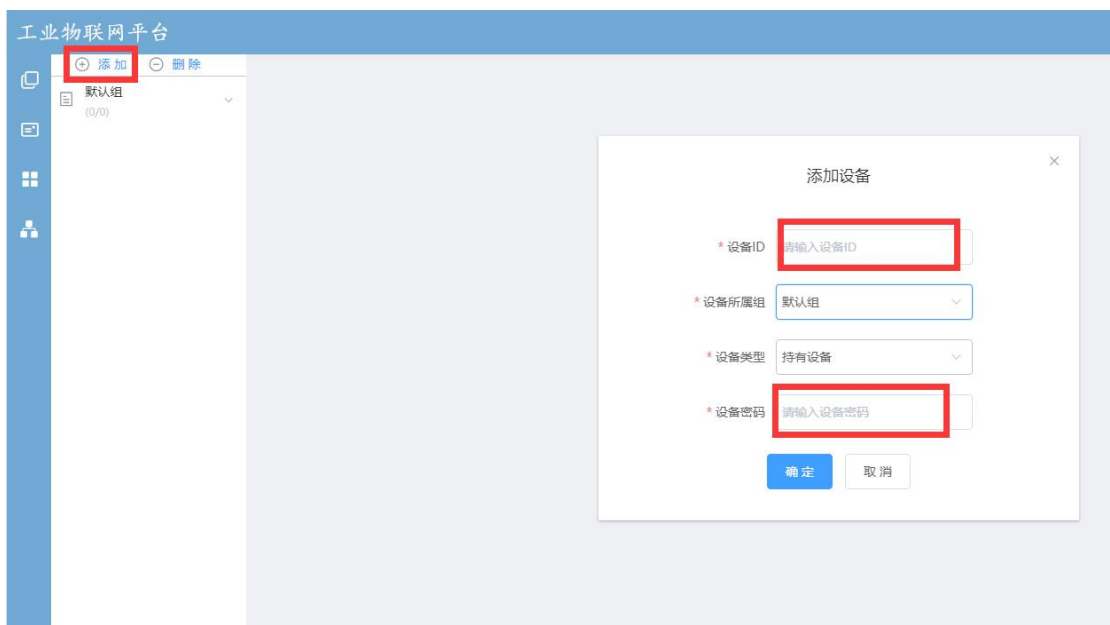 工业物联网平台
添加 删除
默认组
(0/0)
添加设备
* 设备ID 请输入设备ID
* 设备所属组 默认组
* 设备类型 持有设备
* 设备密码 请输入设备密码
确定 取消